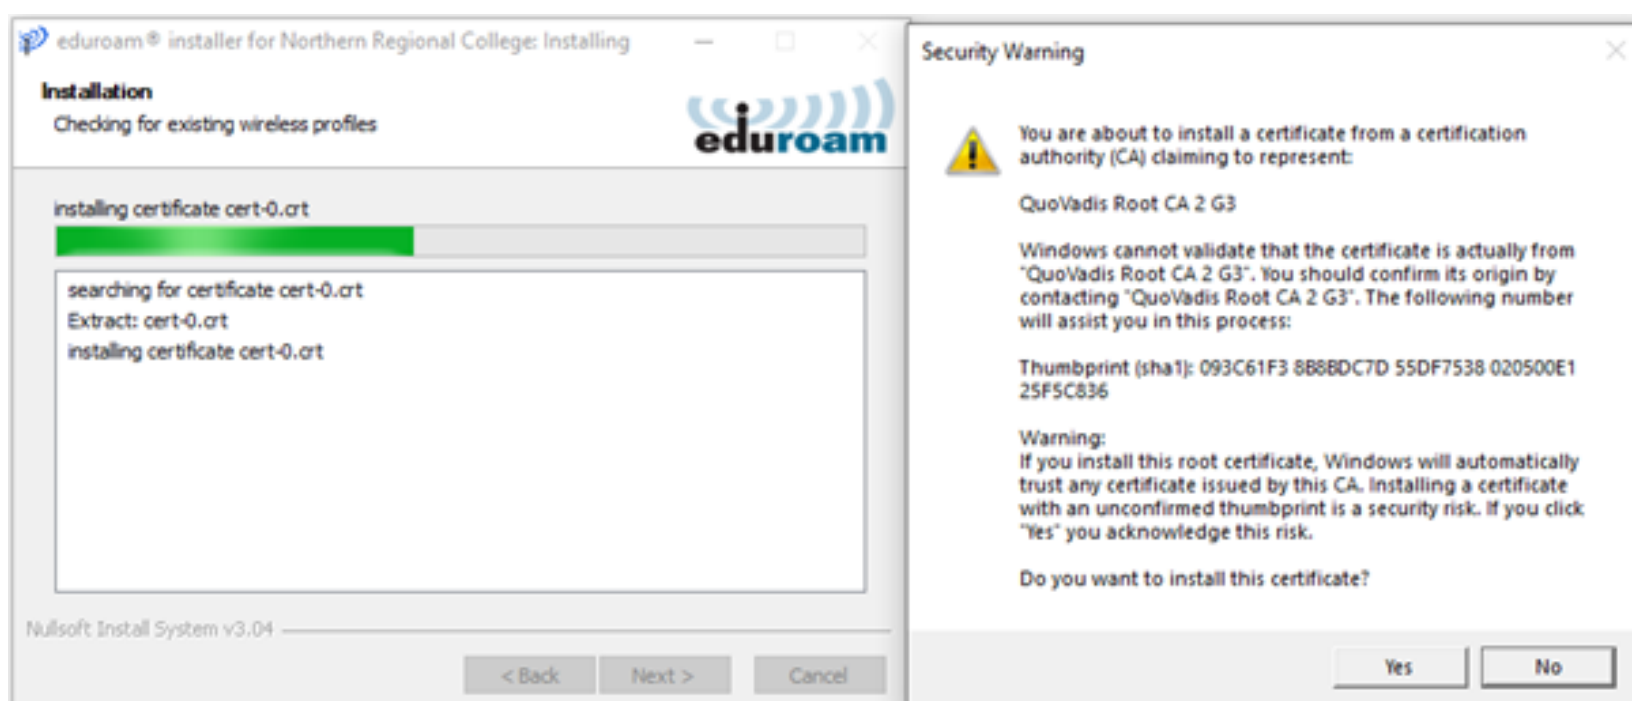 eduroam® installer for Northern Regional College: Installing
Installation
Checking for existing wireless profiles
eduroam
installing certificate cert-0.crt
searching for certificate cert-0.crt
Extract: cert-0.crt
installing certificate cert-0.crt
Nullsoft Install System v3.04
< Back
Next >
Cancel
Security Warning
You are about to install a certificate from a certification
authority (CA) claiming to represent:
QuoVadis Root CA 2 G3
Windows cannot validate that the certificate is actually from
"QuoVadis Root CA 2 G3". You should confirm its origin by
contacting "QuoVadis Root CA 2 G3". The following number
will assist you in this process:
Thumbprint (sha1): 093C61F3 8B8BDC7D 55DF7538 020500E1
25F5C836
Warning:
If you install this root certificate, Windows will automatically
trust any certificate issued by this CA. Installing a certificate
with an unconfirmed thumbprint is a security risk. If you click
"Yes" you acknowledge this risk.
Do you want to install this certificate?
Yes
No